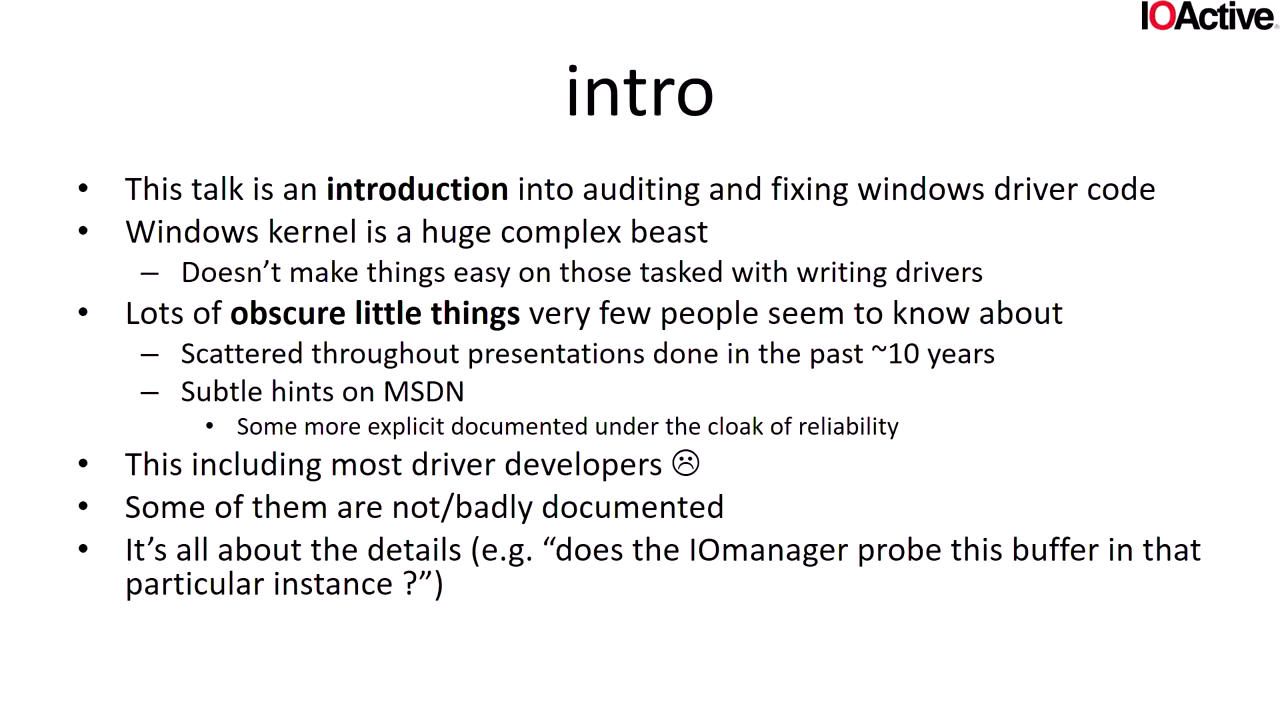 IOActive
intro
• This talk is an introduction into auditing and fixing windows driver code
• Windows kernel is a huge complex beast
– Doesn’t make things easy on those tasked with writing drivers
• Lots of obscure little things very few people seem to know about
– Scattered throughout presentations done in the past ~10 years
– Subtle hints on MSDN
• Some more explicit documented under the cloak of reliability
• This including most driver developers ☹
• Some of them are not/badly documented
• It’s all about the details (e.g. “does the IOmanager probe this buffer in that
particular instance ?”)